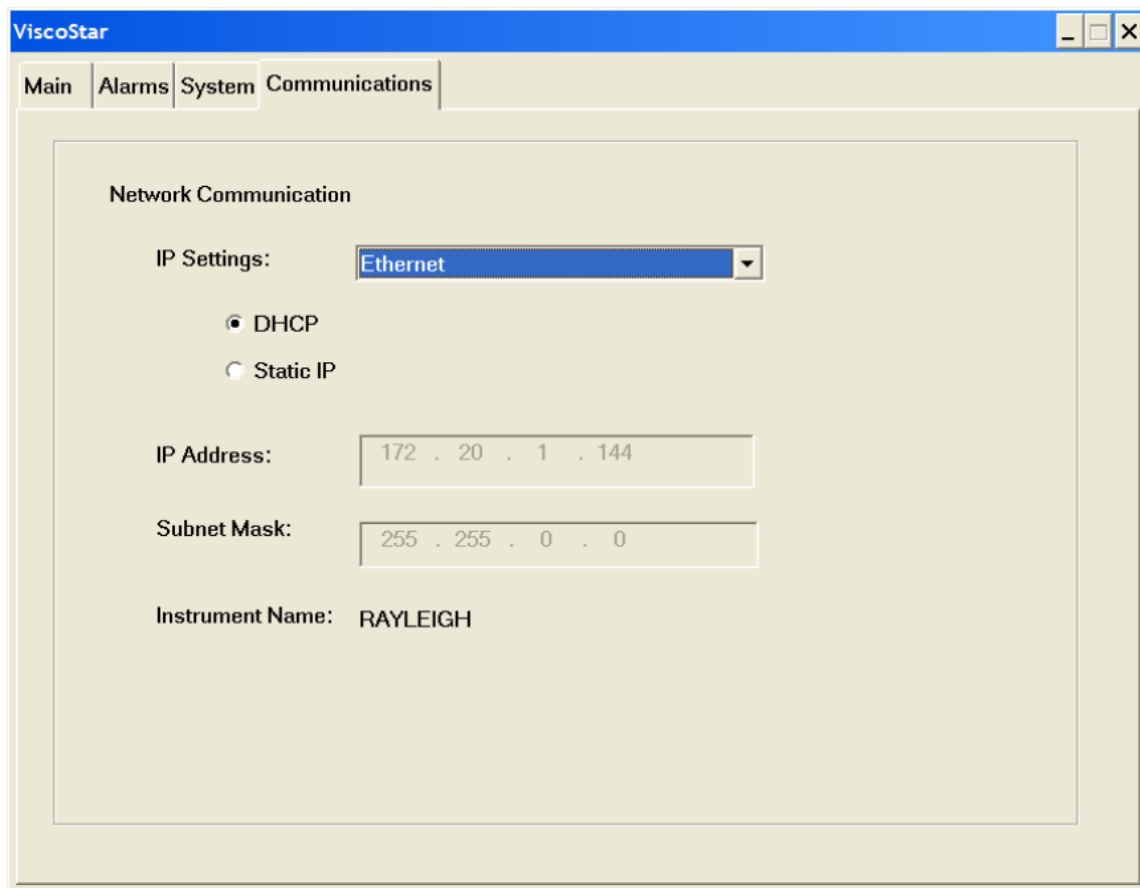 ViscoStar
Main Alarms System Communications
Network Communication
IP Settings: Ethernet
DHCP
Static IP
IP Address: 172 . 20 . 1 . 144
Subnet Mask: 255 . 255 . 0 . 0
Instrument Name: RAYLEIGH